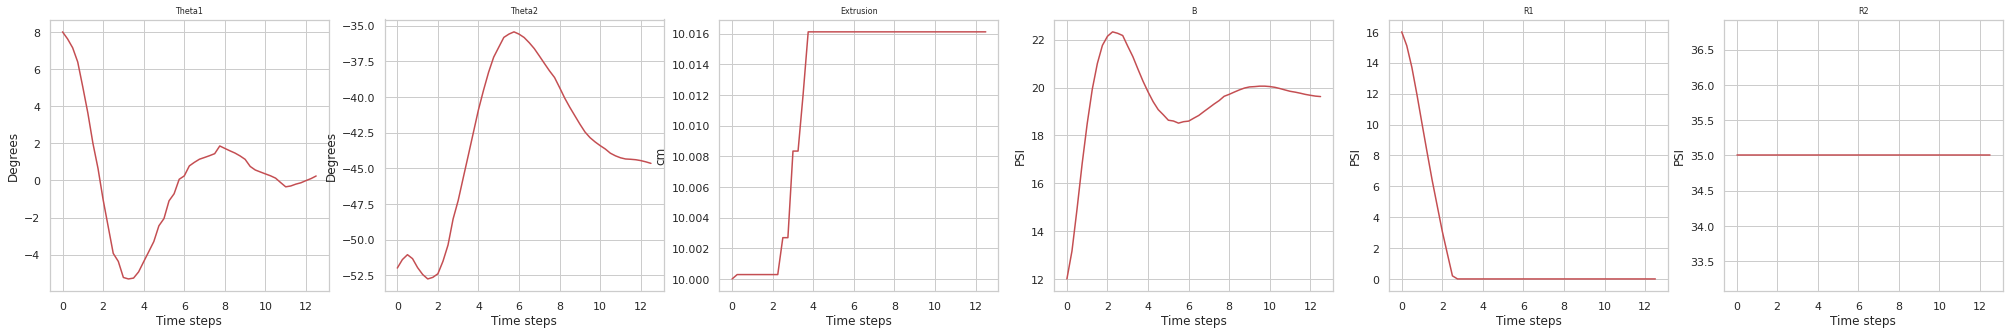 Theta1
Degrees
8
6
4
2
0
−2
−4
0 2 4 6 8 10 12
Time steps
Theta2
Degrees
−35.0
−37.5
−40.0
−42.5
−45.0
−47.5
−50.0
−52.5
0 2 4 6 8 10 12
Time steps
Extrusion
cm
10.016
10.014
10.012
10.010
10.008
10.006
10.004
10.002
10.000
0 2 4 6 8 10 12
Time steps
B
PSI
22
20
18
16
14
12
0 2 4 6 8 10 12
Time steps
R1
PSI
16
14
12
10
8
6
4
2
0
0 2 4 6 8 10 12
Time steps
R2
PSI
36.5
36.0
35.5
35.0
34.5
34.0
33.5
0 2 4 6 8 10 12
Time steps